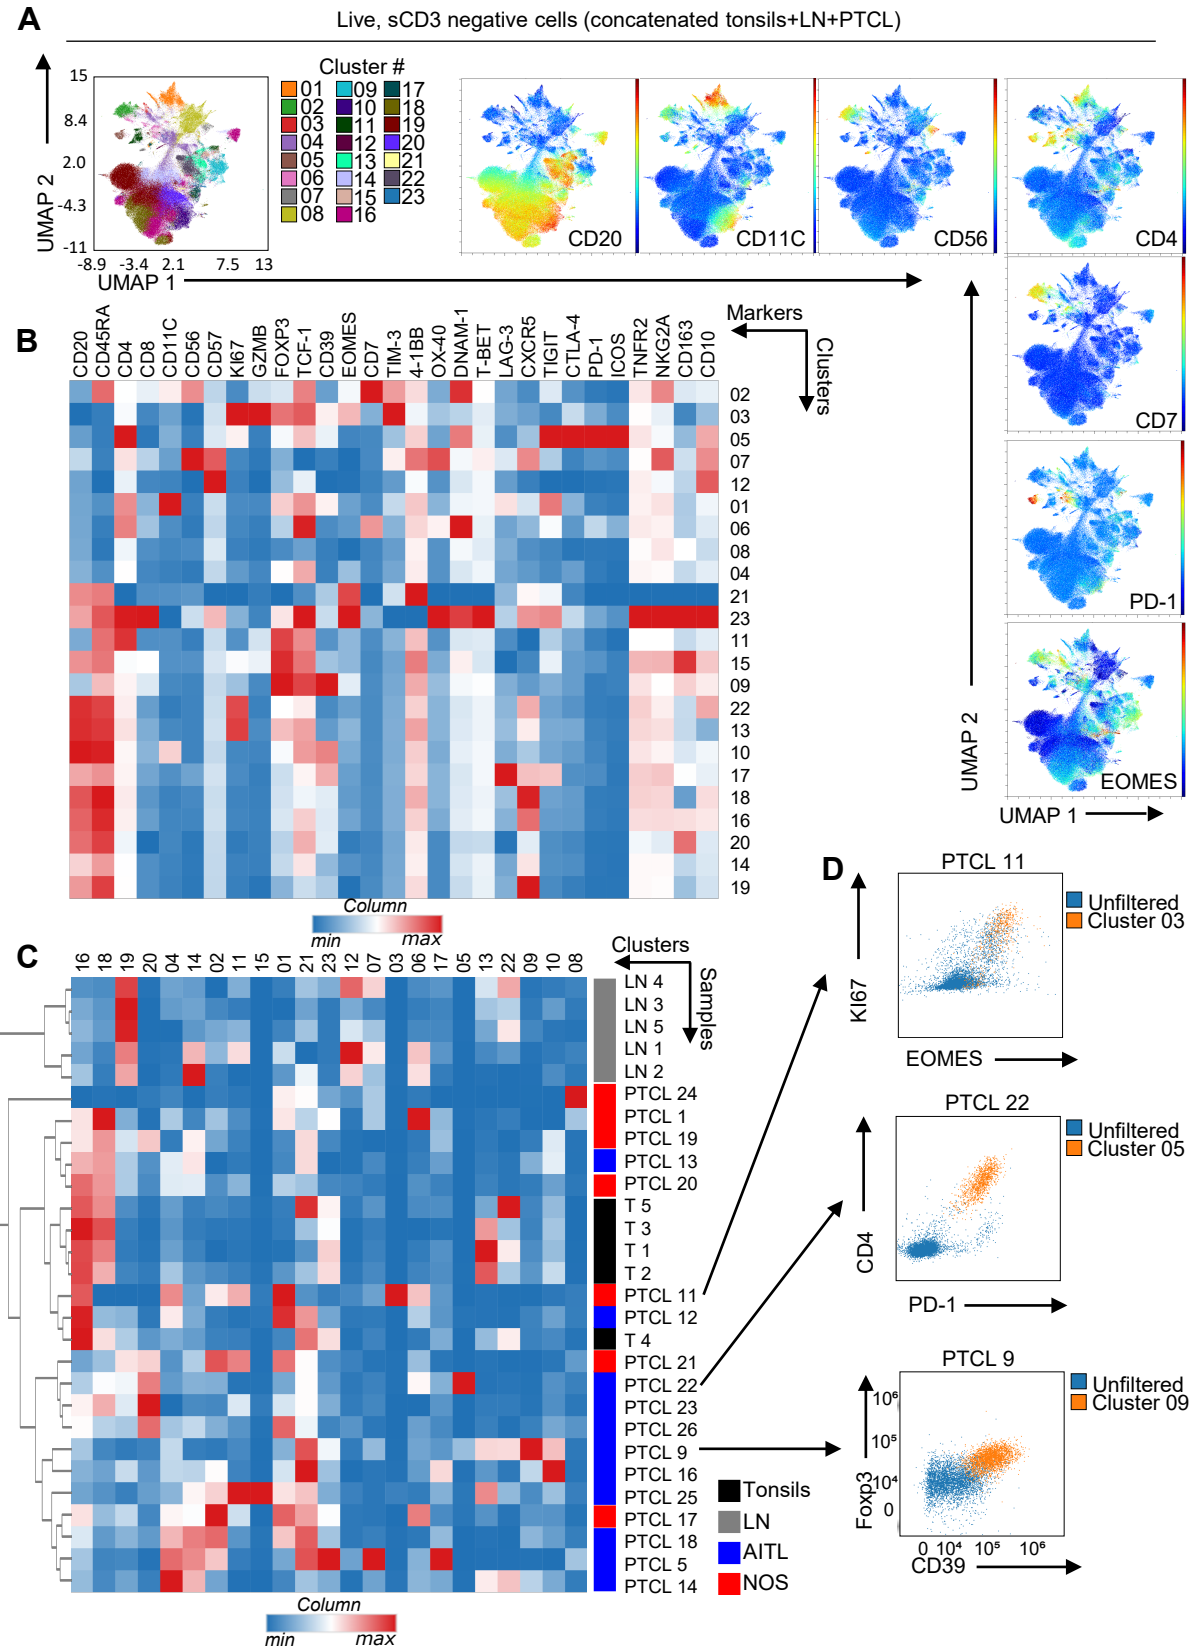 A
Live, sCD3 negative cells (concatenated tonsils+LN+PTCL)
Cluster #
01 09 17
02 10 18
03 11 19
04 12 20
05 13 21
06 14 22
07 15 23
08 16
15
8.4
2.0
-4.3
-11
-8.9 -3.4 2.1 7.5 13
UMAP 2
UMAP 1
CD20
CD11C
CD56
CD4
CD7
PD-1
EOMES
UMAP 2
UMAP 1
B
Markers
Clusters
CD20 CD45RA CD4 CD8 CD11C CD56 CD57 KI67 GZMB FOXP3 TCF-1 CD39 EOMES CD7 TIM-3 4-1BB OX-40 DNAM-1 T-BET LAG-3 CXCR5 TIGIT CTLA-4 PD-1 ICOS TNFR2 NKG2A CD163 CD10
02
03
05
07
12
01
06
08
04
21
23
11
15
09
22
13
10
17
18
16
20
14
19
Column
min max
C
Clusters
Samples
16 18 19 20 04 14 02 11 15 01 21 23 12 07 03 06 17 05 13 22 09 10 08
LN 4
LN 3
LN 5
LN 1
LN 2
PTCL 24
PTCL 1
PTCL 19
PTCL 13
PTCL 20
T 5
T 3
T 1
T 2
PTCL 11
PTCL 12
T 4
PTCL 21
PTCL 22
PTCL 23
PTCL 26
PTCL 9
PTCL 16
PTCL 25
PTCL 17
PTCL 18
PTCL 5
PTCL 14
Tonsils
LN
AITL
NOS
Column
min max
D
PTCL 11
Unfiltered
Cluster 03
KI67
EOMES
PTCL 22
Unfiltered
Cluster 05
CD4
PD-1
PTCL 9
Unfiltered
Cluster 09
10⁶
10⁵
10⁴
0
Foxp3
0 10⁴ 10⁵ 10⁶
CD39